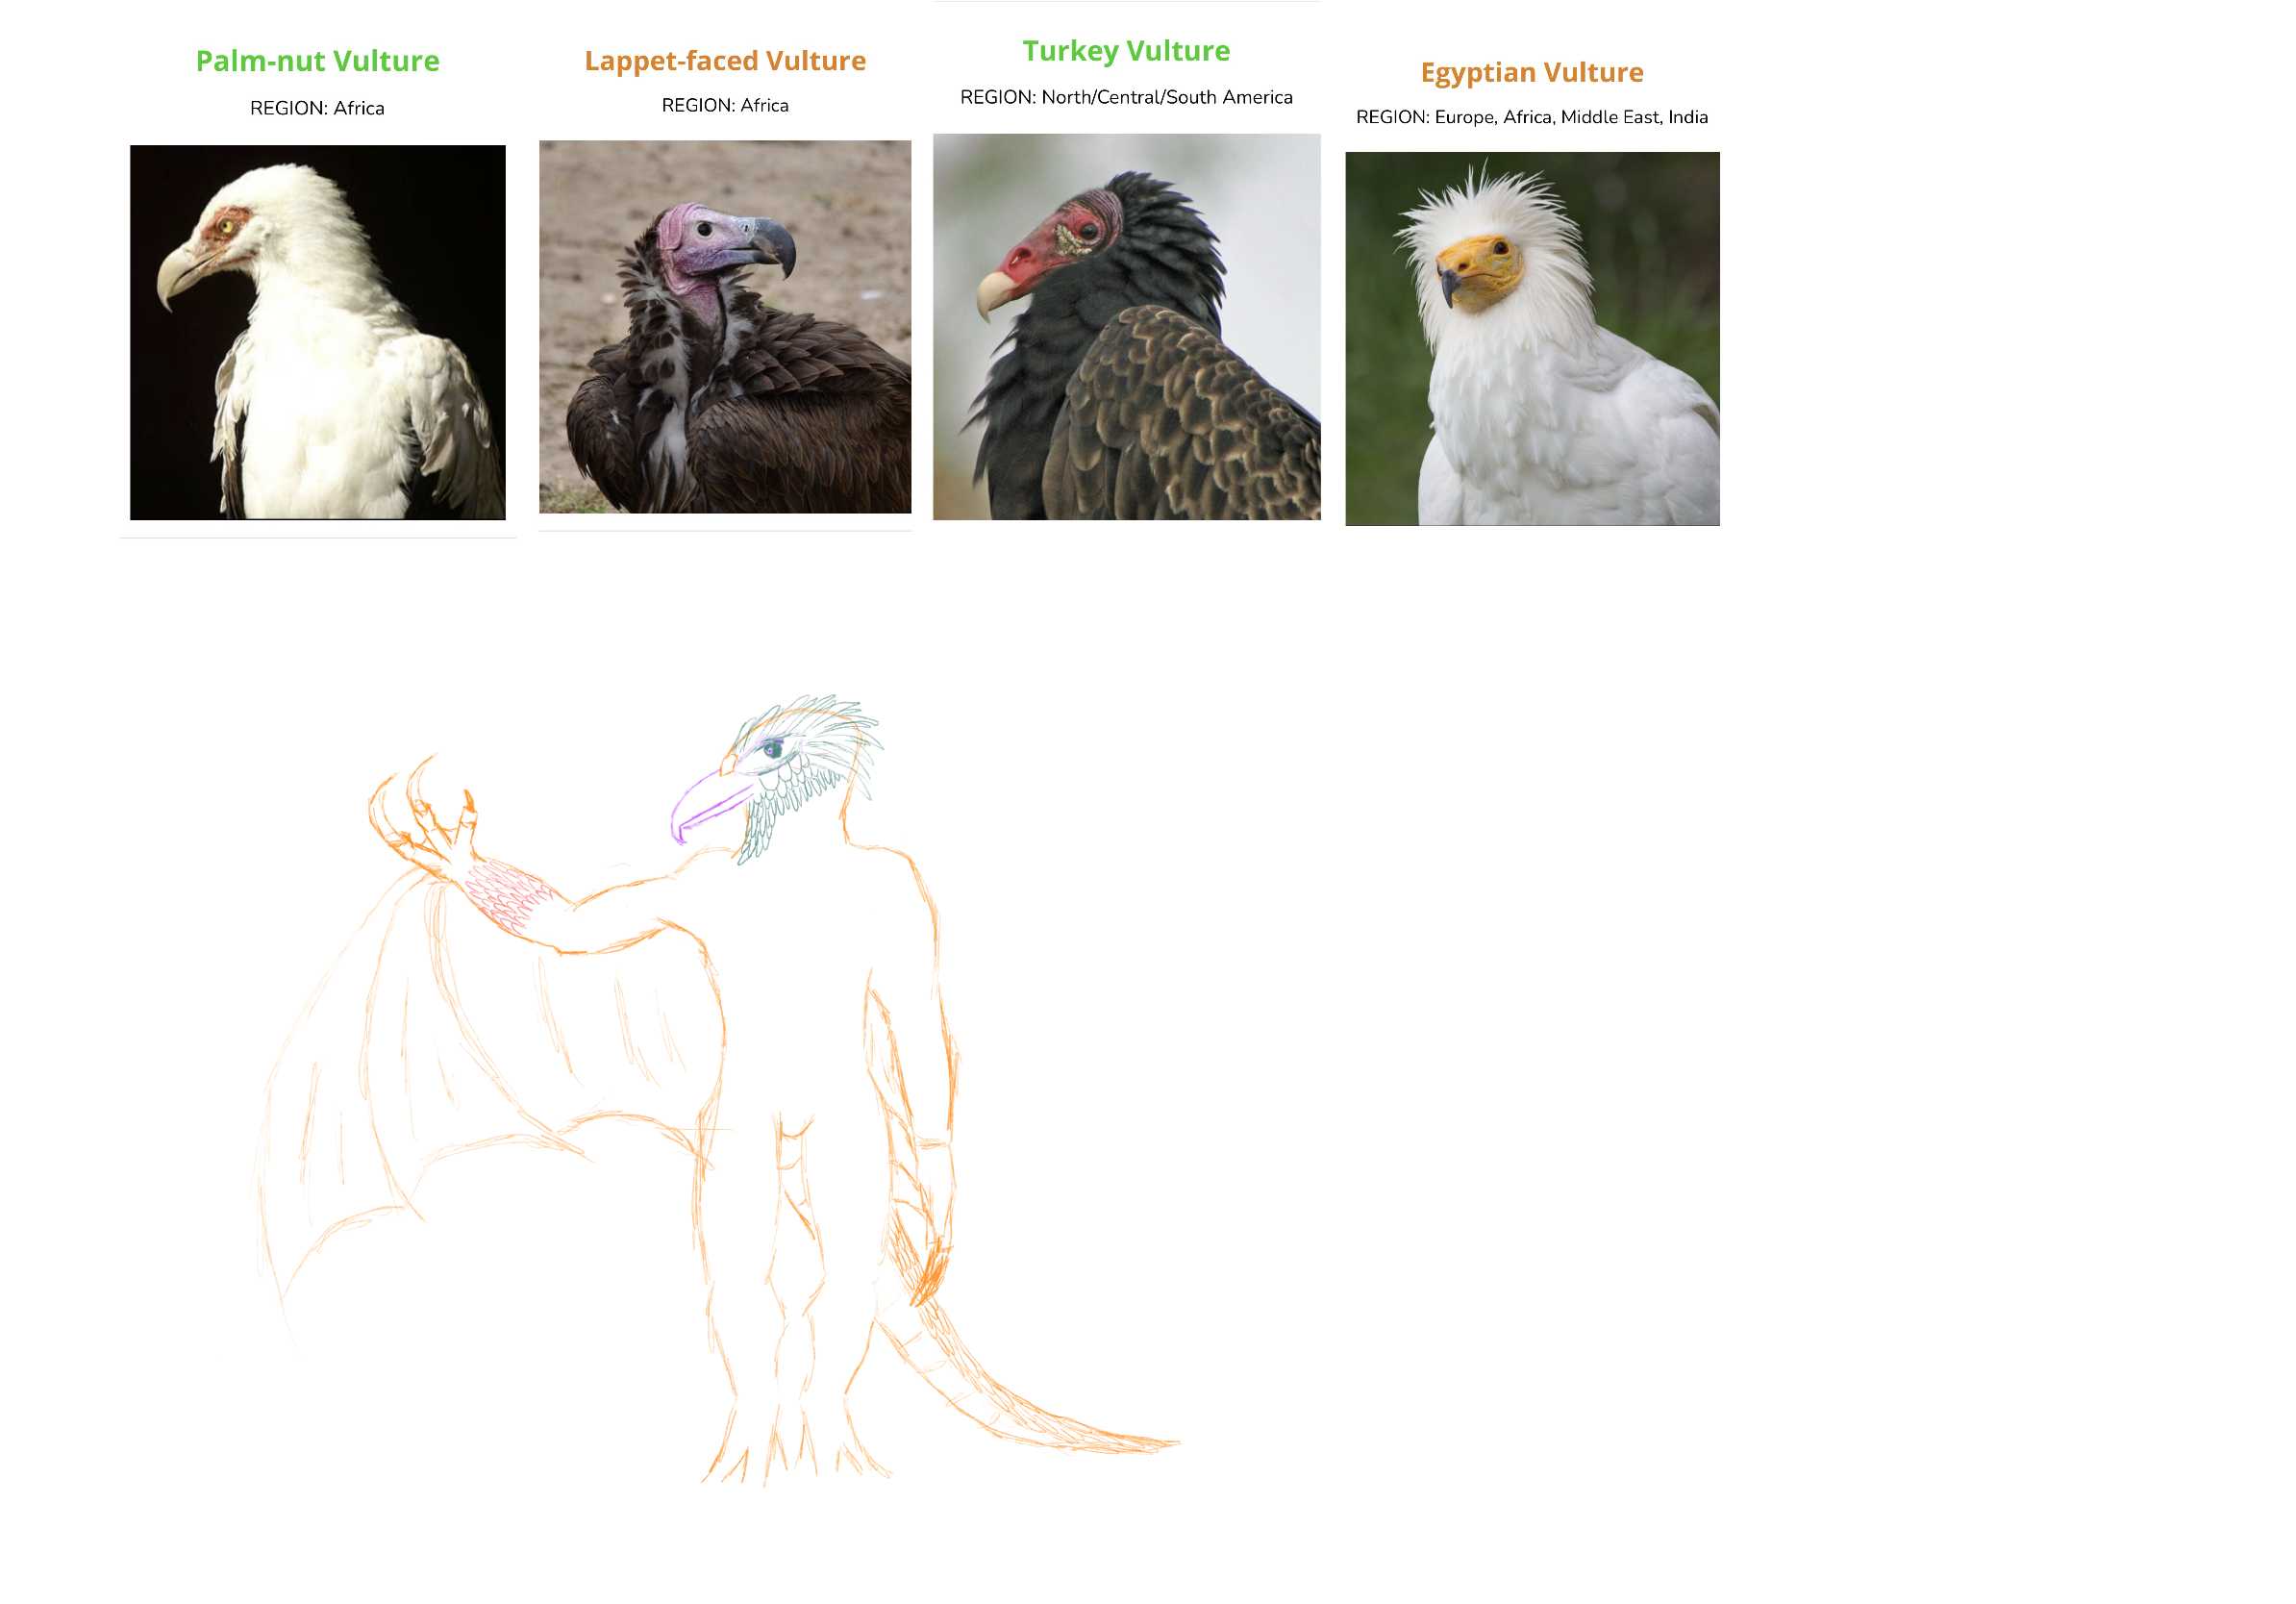 Palm-nut Vulture
REGION: Africa
Lappet-faced Vulture
REGION: Africa
Turkey Vulture
REGION: North/Central/South America
Egyptian Vulture
REGION: Europe, Africa, Middle East, India